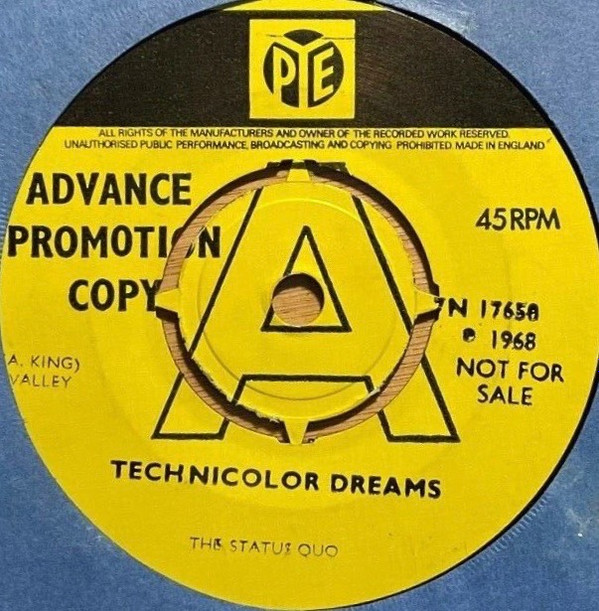 PYE
ALL RIGHTS OF THE MANUFACTURERS AND OWNER OF THE RECORDED WORK RESERVED.
UNAUTHORISED PUBLIC PERFORMANCE, BROADCASTING AND COPYING PROHIBITED. MADE IN ENGLAND
ADVANCE
PROMOTION
COPY
A
45 RPM
7N 17650
℗ 1968
NOT FOR
SALE
A. KING)
VALLEY
TECHNICOLOR DREAMS
THE STATUS QUO